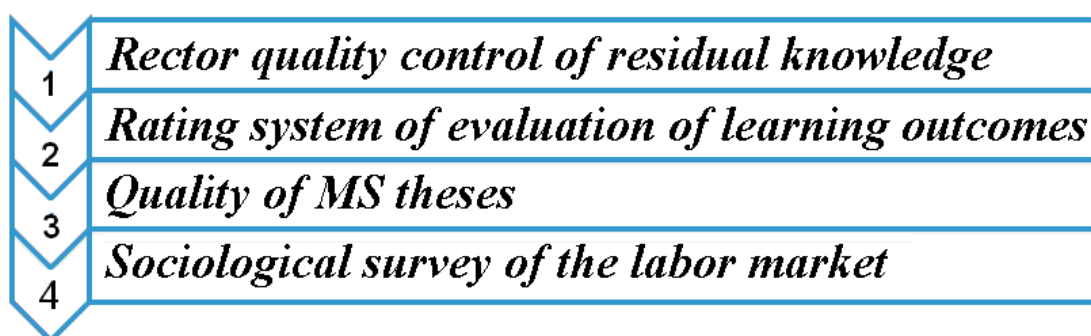 1 Rector quality control of residual knowledge
2 Rating system of evaluation of learning outcomes
3 Quality of MS theses
4 Sociological survey of the labor market